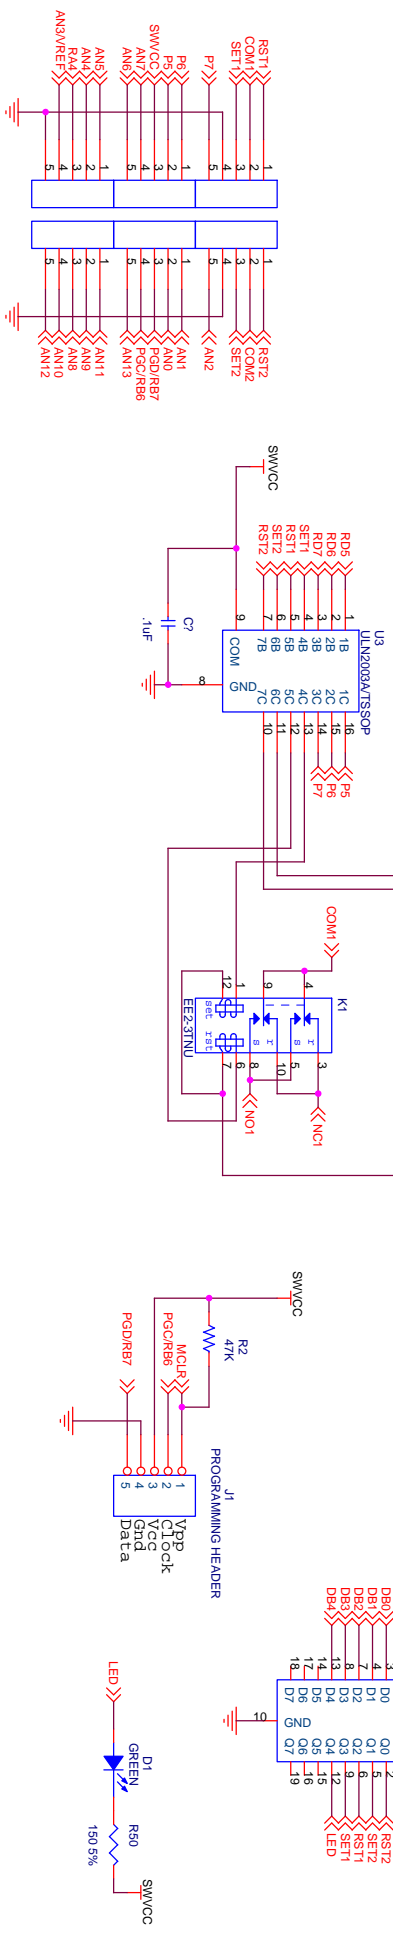 RST1
COM1
SET1
P7
P6
P5
SWVCC
AN7
AN6
AN5
AN4
RA4
AN3/VREF
1
2
3
4
5
1
2
3
4
5
1
2
3
4
5
1
2
3
4
5
1
2
3
4
5
1
2
3
4
5
RST2
COM2
SET2
AN2
AN1
AN0
PGD/RB7
PGC/RB6
AN13
AN11
AN9
AN8
AN10
AN12
SWVCC
C?
.1uF
RD5
RD6
RD7
SET1
RST1
SET2
RST2
U3
ULN2003A/TSSOP
1 1B 1C 16
2 2B 2C 15
3 3B 3C 14
4 4B 4C 13
5 5B 5C 12
6 6B 6C 11
7 7B 7C 10
9 COM
GND 8
P5
P6
P7
COM1
K1
4
9
1
12
set rst
s r
s r
3
5
10
8
6
7
EE2-3TNU
NC1
NO1
SWVCC
R2
47K
MCLR
PGC/RB6
PGD/RB7
J1
PROGRAMMING HEADER
1 Vpp
2 Clock
3 Vcc
4 Gnd
5 Data
DB0
DB1
DB2
DB3
DB4
3 D0 Q0 2
4 D1 Q1 5
7 D2 Q2 6
8 D3 Q3 9
13 D4 Q4 12
14 D5 Q5 15
17 D6 Q6 16
18 D7 Q7 19
10 GND
RST2
SET2
RST1
SET1
LED
LED
D1
GREEN
R50
150 5%
SWVCC